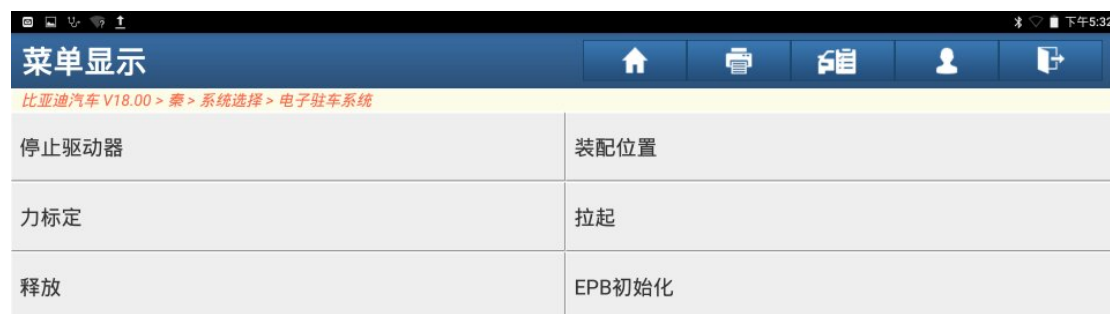 下午5:32
菜单显示
比亚迪汽车 V18.00 > 秦 > 系统选择 > 电子驻车系统
停止驱动器 装配位置
力标定 拉起
释放 EPB初始化